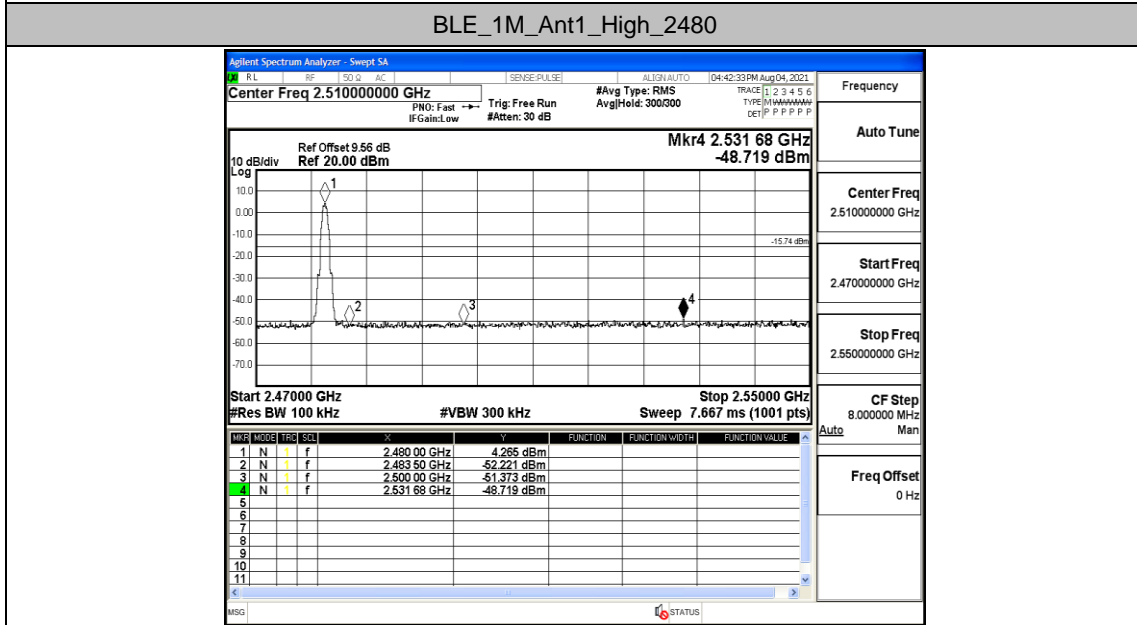 BLE_1M_Ant1_High_2480
Agilent Spectrum Analyzer - Swept SA
RL RF 50 Ω AC SENSE:PULSE ALIGN AUTO 04:42:33 PM Aug 04, 2021
Center Freq 2.510000000 GHz
PNO: Fast
IFGain:Low
Trig: Free Run
#Atten: 30 dB
#Avg Type: RMS
Avg|Hold: 300/300
TRACE 1 2 3 4 5 6
TYPE M
DET P P P P P P
Ref Offset 9.56 dB
Ref 20.00 dBm
10 dB/div
Log
Mkr4 2.531 68 GHz
-48.719 dBm
10.0
0.00
-10.0
-20.0
-30.0
-40.0
-50.0
-60.0
-70.0
1
2
3
4
-15.74 dBm
Start 2.47000 GHz Stop 2.55000 GHz
#Res BW 100 kHz #VBW 300 kHz Sweep 7.667 ms (1001 pts)
MKR MODE TRC SCL X Y FUNCTION FUNCTION WIDTH FUNCTION VALUE
1 N 1 f 2.480 00 GHz 4.265 dBm
2 N 1 f 2.483 50 GHz -52.221 dBm
3 N 1 f 2.500 00 GHz -51.373 dBm
4 N 1 f 2.531 68 GHz -48.719 dBm
5
6
7
8
9
10
11
MSG STATUS
Frequency
Auto Tune
Center Freq
2.510000000 GHz
Start Freq
2.470000000 GHz
Stop Freq
2.550000000 GHz
CF Step
8.000000 MHz
Auto Man
Freq Offset
0 Hz